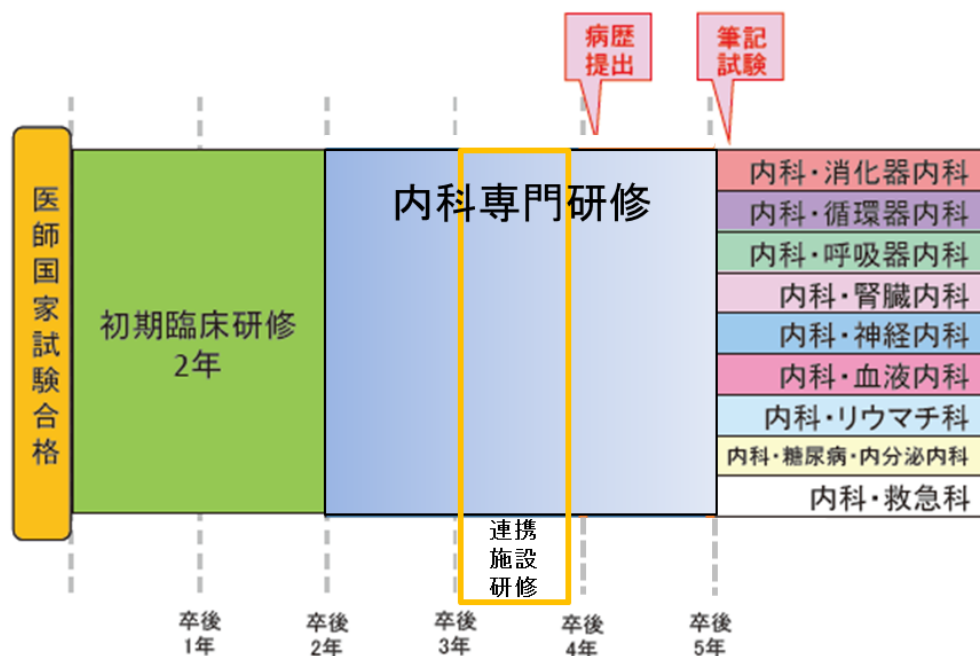 病歴
提出
筆記
試験
医師国家試験合格
初期臨床研修
2年
内科専門研修
連携
施設
研修
内科・消化器内科
内科・循環器内科
内科・呼吸器内科
内科・腎臓内科
内科・神経内科
内科・血液内科
内科・リウマチ科
内科・糖尿病・内分泌内科
内科・救急科
卒後
1年
卒後
2年
卒後
3年
卒後
4年
卒後
5年